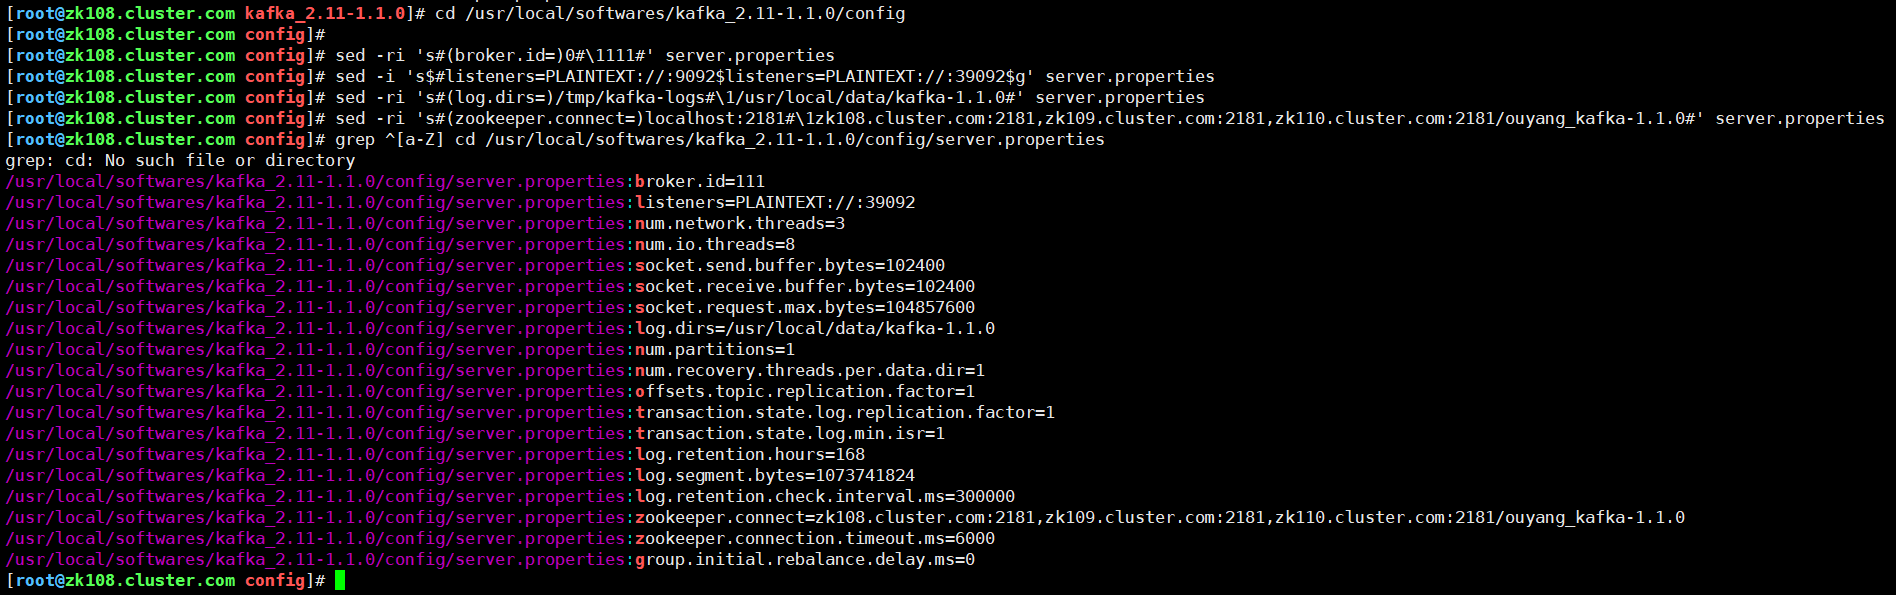 [root@zk108.cluster.com kafka_2.11-1.1.0]# cd /usr/local/softwares/kafka_2.11-1.1.0/config
[root@zk108.cluster.com config]#
[root@zk108.cluster.com config]# sed -ri 's#(broker.id=)0#\1111#' server.properties
[root@zk108.cluster.com config]# sed -i 's$#listeners=PLAINTEXT://:9092$listeners=PLAINTEXT://:39092$g' server.properties
[root@zk108.cluster.com config]# sed -ri 's#(log.dirs=)/tmp/kafka-logs#\1/usr/local/data/kafka-1.1.0#' server.properties
[root@zk108.cluster.com config]# sed -ri 's#(zookeeper.connect=)localhost:2181#\1zk108.cluster.com:2181,zk109.cluster.com:2181,zk110.cluster.com:2181/ouyang_kafka-1.1.0#' server.properties
[root@zk108.cluster.com config]# grep ^[a-Z] cd /usr/local/softwares/kafka_2.11-1.1.0/config/server.properties
grep: cd: No such file or directory
/usr/local/softwares/kafka_2.11-1.1.0/config/server.properties:broker.id=111
/usr/local/softwares/kafka_2.11-1.1.0/config/server.properties:listeners=PLAINTEXT://:39092
/usr/local/softwares/kafka_2.11-1.1.0/config/server.properties:num.network.threads=3
/usr/local/softwares/kafka_2.11-1.1.0/config/server.properties:num.io.threads=8
/usr/local/softwares/kafka_2.11-1.1.0/config/server.properties:socket.send.buffer.bytes=102400
/usr/local/softwares/kafka_2.11-1.1.0/config/server.properties:socket.receive.buffer.bytes=102400
/usr/local/softwares/kafka_2.11-1.1.0/config/server.properties:socket.request.max.bytes=104857600
/usr/local/softwares/kafka_2.11-1.1.0/config/server.properties:log.dirs=/usr/local/data/kafka-1.1.0
/usr/local/softwares/kafka_2.11-1.1.0/config/server.properties:num.partitions=1
/usr/local/softwares/kafka_2.11-1.1.0/config/server.properties:num.recovery.threads.per.data.dir=1
/usr/local/softwares/kafka_2.11-1.1.0/config/server.properties:offsets.topic.replication.factor=1
/usr/local/softwares/kafka_2.11-1.1.0/config/server.properties:transaction.state.log.replication.factor=1
/usr/local/softwares/kafka_2.11-1.1.0/config/server.properties:transaction.state.log.min.isr=1
/usr/local/softwares/kafka_2.11-1.1.0/config/server.properties:log.retention.hours=168
/usr/local/softwares/kafka_2.11-1.1.0/config/server.properties:log.segment.bytes=1073741824
/usr/local/softwares/kafka_2.11-1.1.0/config/server.properties:log.retention.check.interval.ms=300000
/usr/local/softwares/kafka_2.11-1.1.0/config/server.properties:zookeeper.connect=zk108.cluster.com:2181,zk109.cluster.com:2181,zk110.cluster.com:2181/ouyang_kafka-1.1.0
/usr/local/softwares/kafka_2.11-1.1.0/config/server.properties:zookeeper.connection.timeout.ms=6000
/usr/local/softwares/kafka_2.11-1.1.0/config/server.properties:group.initial.rebalance.delay.ms=0
[root@zk108.cluster.com config]#